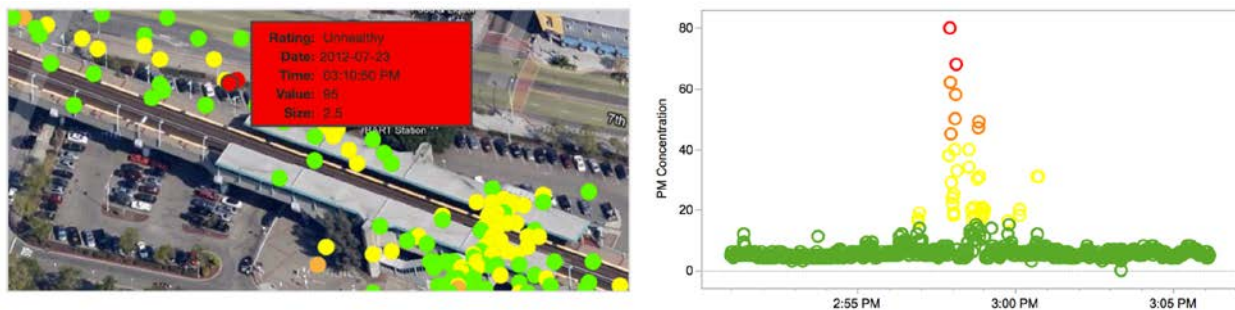 Rating: Unhealthy
Date: 2012-07-23
Time: 03:10:50 PM
Value: 95
Size: 2.5
BART Station
7th
80
60
40
20
0
PM Concentration
2:55 PM
3:00 PM
3:05 PM